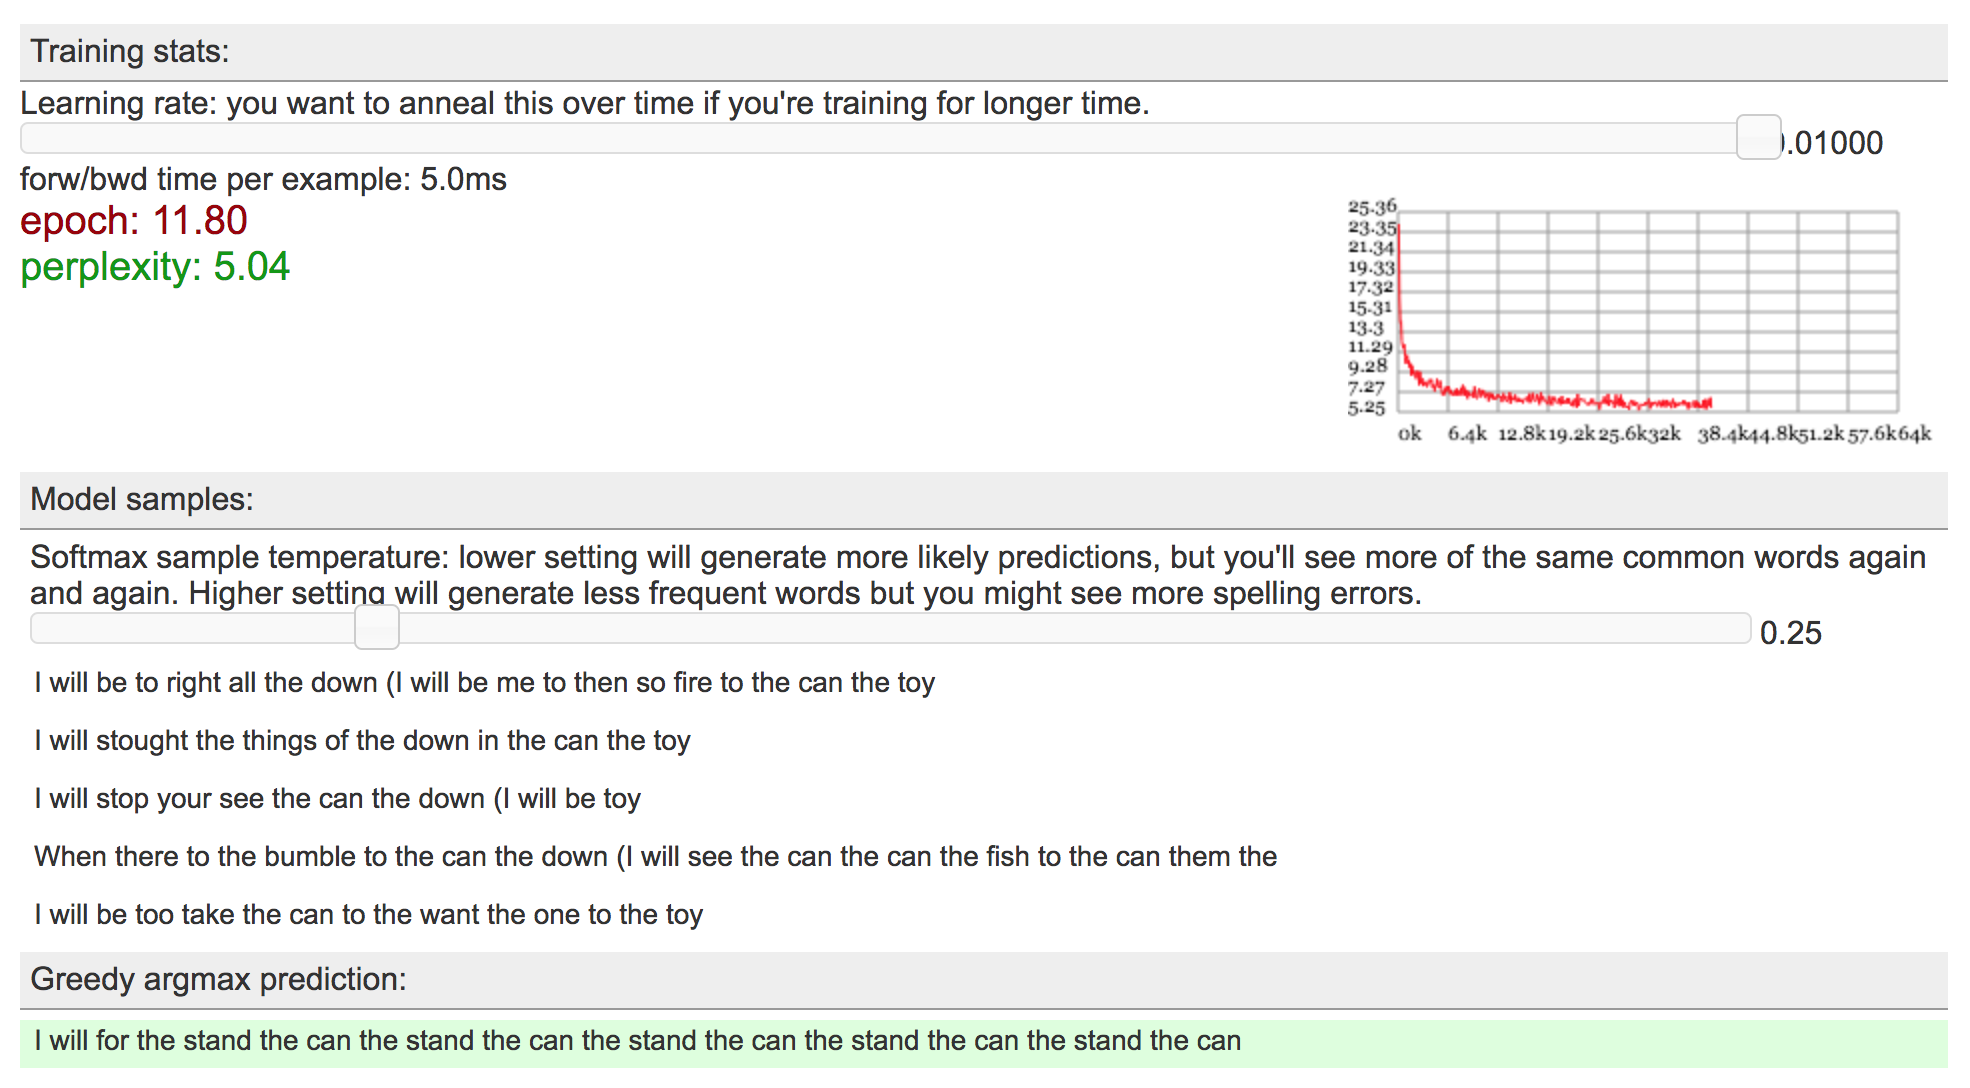 Training stats:
Learning rate: you want to anneal this over time if you're training for longer time.
.01000
forw/bwd time per example: 5.0ms
epoch: 11.80
perplexity: 5.04
25.36
23.35
21.34
19.33
17.32
15.31
13.3
11.29
9.28
7.27
5.25
0k 6.4k 12.8k 19.2k 25.6k 32k 38.4k 44.8k 51.2k 57.6k 64k
Model samples:
Softmax sample temperature: lower setting will generate more likely predictions, but you'll see more of the same common words again
and again. Higher setting will generate less frequent words but you might see more spelling errors.
0.25
I will be to right all the down (I will be me to then so fire to the can the toy
I will stought the things of the down in the can the toy
I will stop your see the can the down (I will be toy
When there to the bumble to the can the down (I will see the can the can the fish to the can them the
I will be too take the can to the want the one to the toy
Greedy argmax prediction:
I will for the stand the can the stand the can the stand the can the stand the can the stand the can